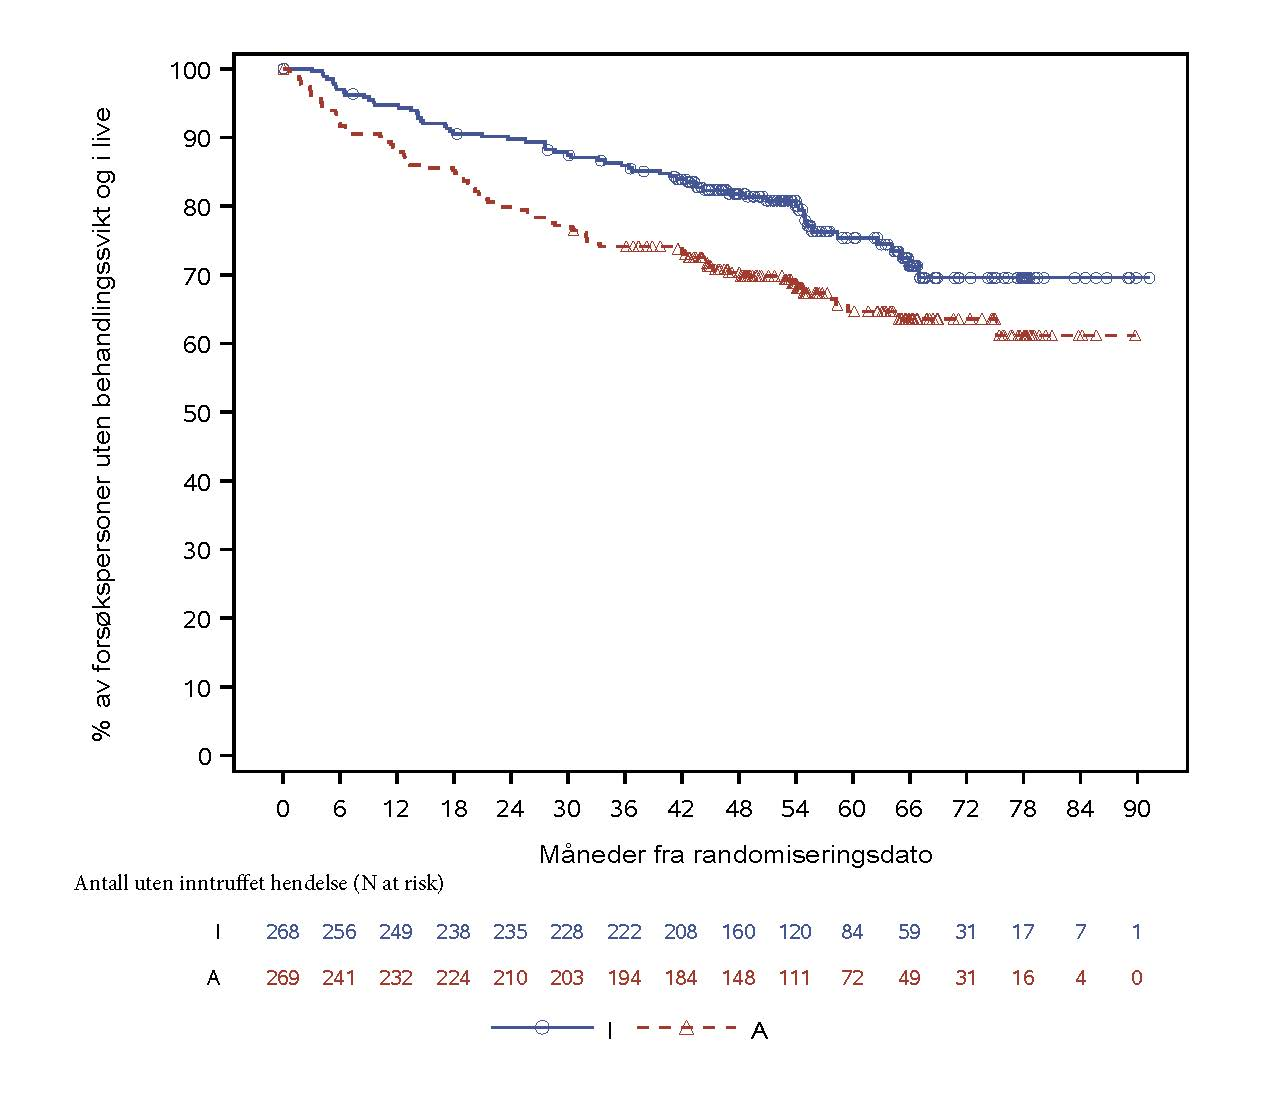 % av forsøkspersoner uten behandlingssvikt og i live
100
90
80
70
60
50
40
30
20
10
0
0 6 12 18 24 30 36 42 48 54 60 66 72 78 84 90
Måneder fra randomiseringsdato
Antall uten inntruffet hendelse (N at risk)
I 268 256 249 238 235 228 222 208 160 120 84 59 31 17 7 1
A 269 241 232 224 210 203 194 184 148 111 72 49 31 16 4 0
I A